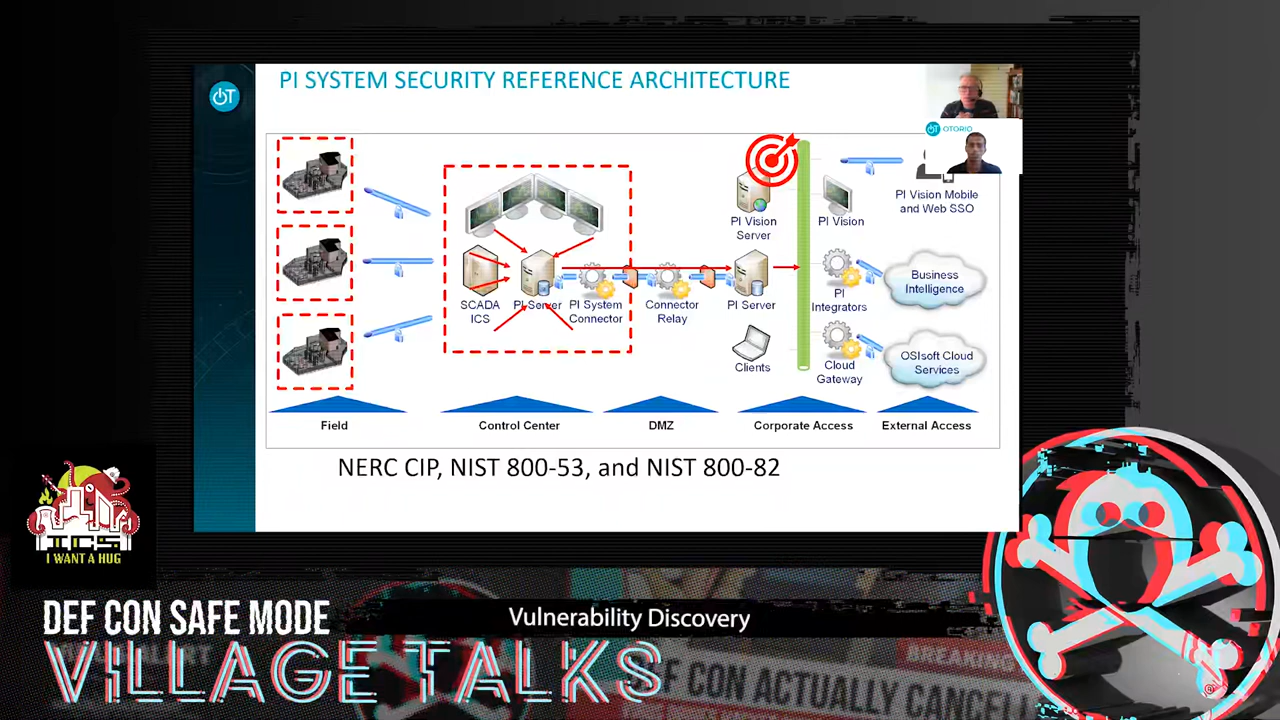 PI SYSTEM SECURITY REFERENCE ARCHITECTURE
OTORIO
PI Vision
Server
PI Vision
PI Vision Mobile
and Web SSO
SCADA
ICS
PI Server
PI System
Connector
Connector
Relay
PI Server
PI
Integrators
Business
Intelligence
Clients
Cloud
Gateway
OSIsoft Cloud
Services
Field
Control Center
DMZ
Corporate Access
External Access
NERC CIP, NIST 800-53, and NIST 800-82
ICS
I WANT A HUG
DEF CON SAFE MODE
VILLAGE TALKS
Vulnerability Discovery
BREAKING
DEF CON ACTUALLY CANCELL